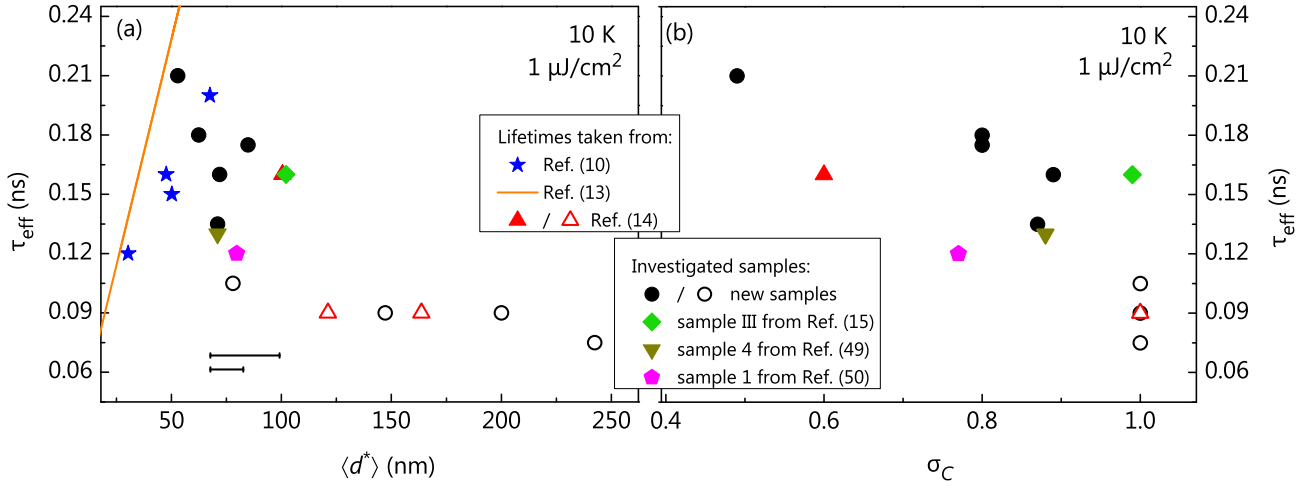 (a)
10 K
1 µJ/cm²
0.24
0.21
0.18
0.15
0.12
0.09
0.06
τeff (ns)
50
100
150
200
250
⟨d*⟩ (nm)
Lifetimes taken from:
Ref. (10)
Ref. (13)
/ Ref. (14)
(b)
10 K
1 µJ/cm²
Investigated samples:
/ new samples
sample III from Ref. (15)
sample 4 from Ref. (49)
sample 1 from Ref. (50)
0.4
0.6
0.8
1.0
σC
0.24
0.21
0.18
0.15
0.12
0.09
0.06
τeff (ns)